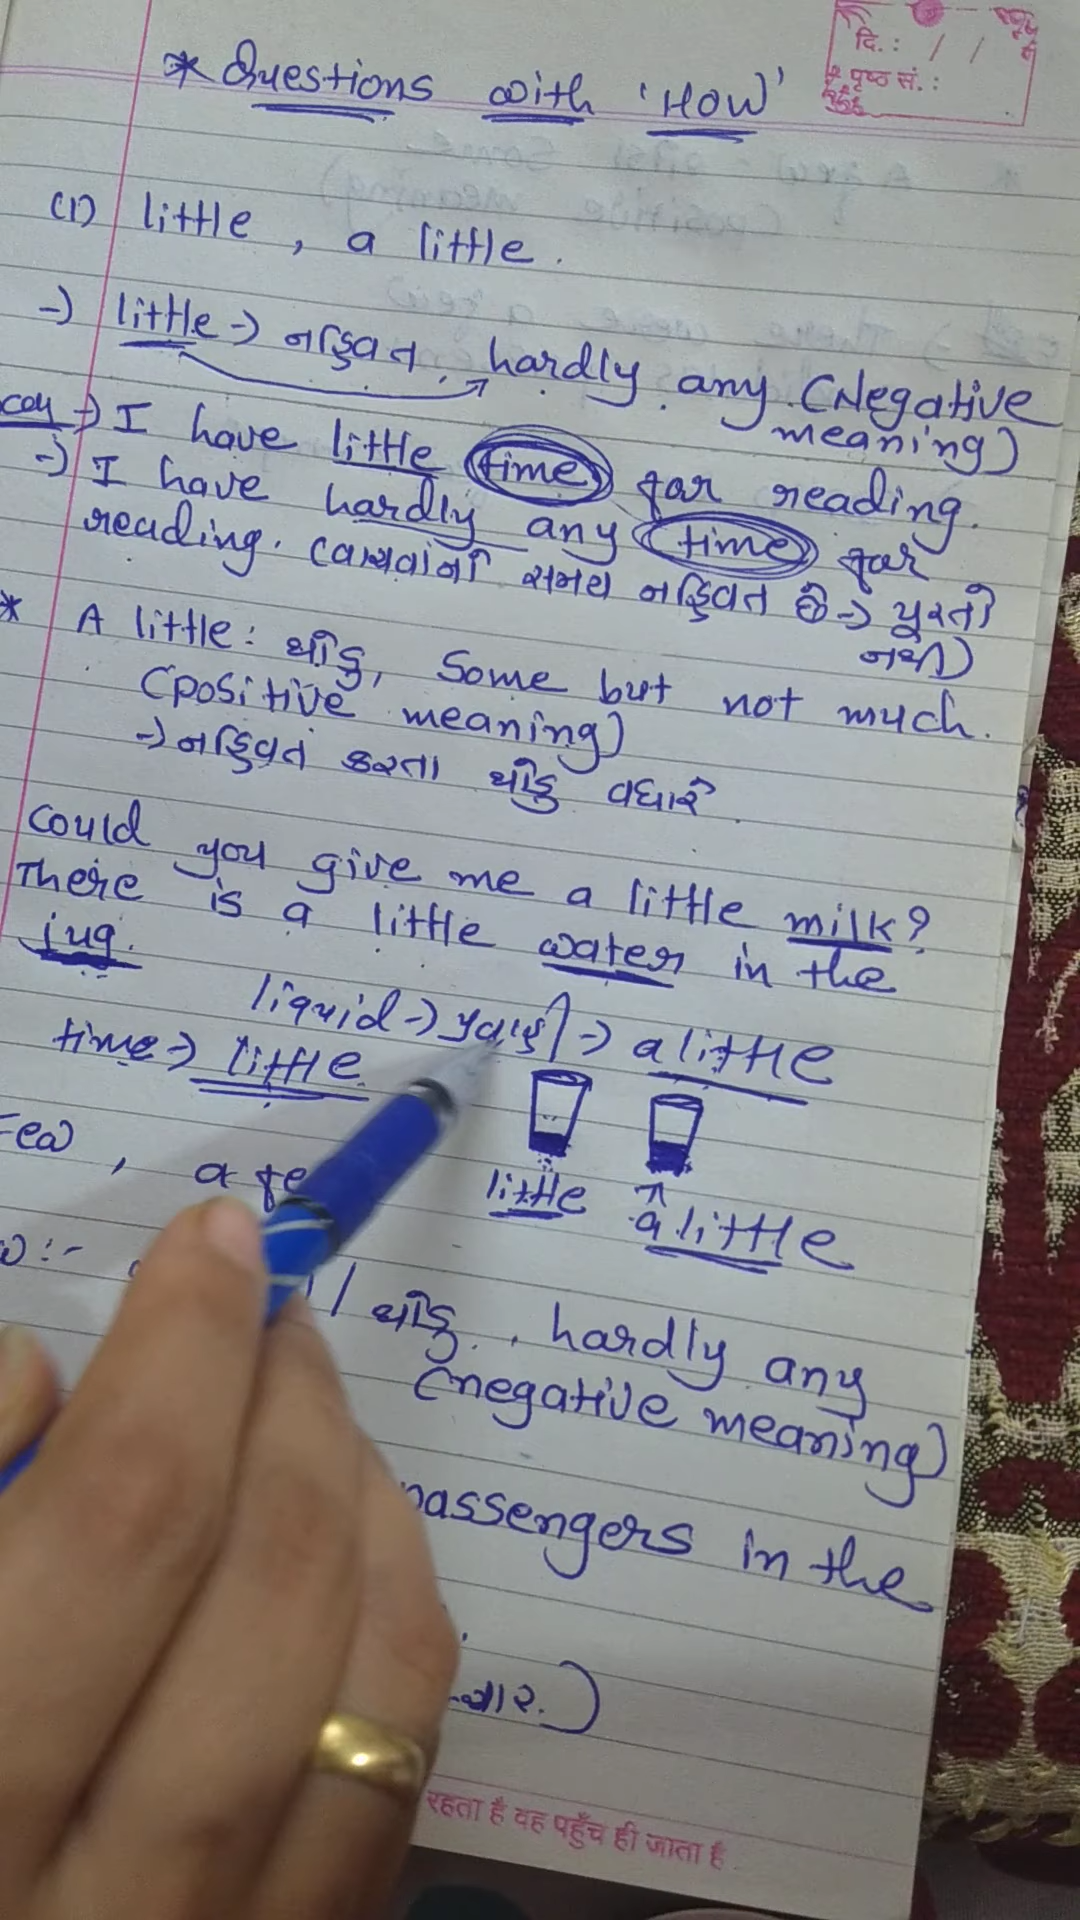 दि.: / /
पृष्ठ सं.:
* Questions with 'HOW'
(1) little , a little .
→ little → નહિવત , hardly any (Negative
meaning)
→ I have little time for reading.
→ I have hardly any time for
reading. (વાચવાંનો સમય નહિવત છે → પૂરતો
નથી)
* A little: થોડુ, Some but not much.
(positive meaning)
→ નહિવત કરતા થોડુ વધારે.
Could you give me a little milk?
There is a little water in the
jug.
liquid → પ્રવાહી → a little
time → little
little a little
Few , a fe
થોડુ , hardly any
(negative meaning)
passengers in the
रहता है वह पहुँच ही जाता है